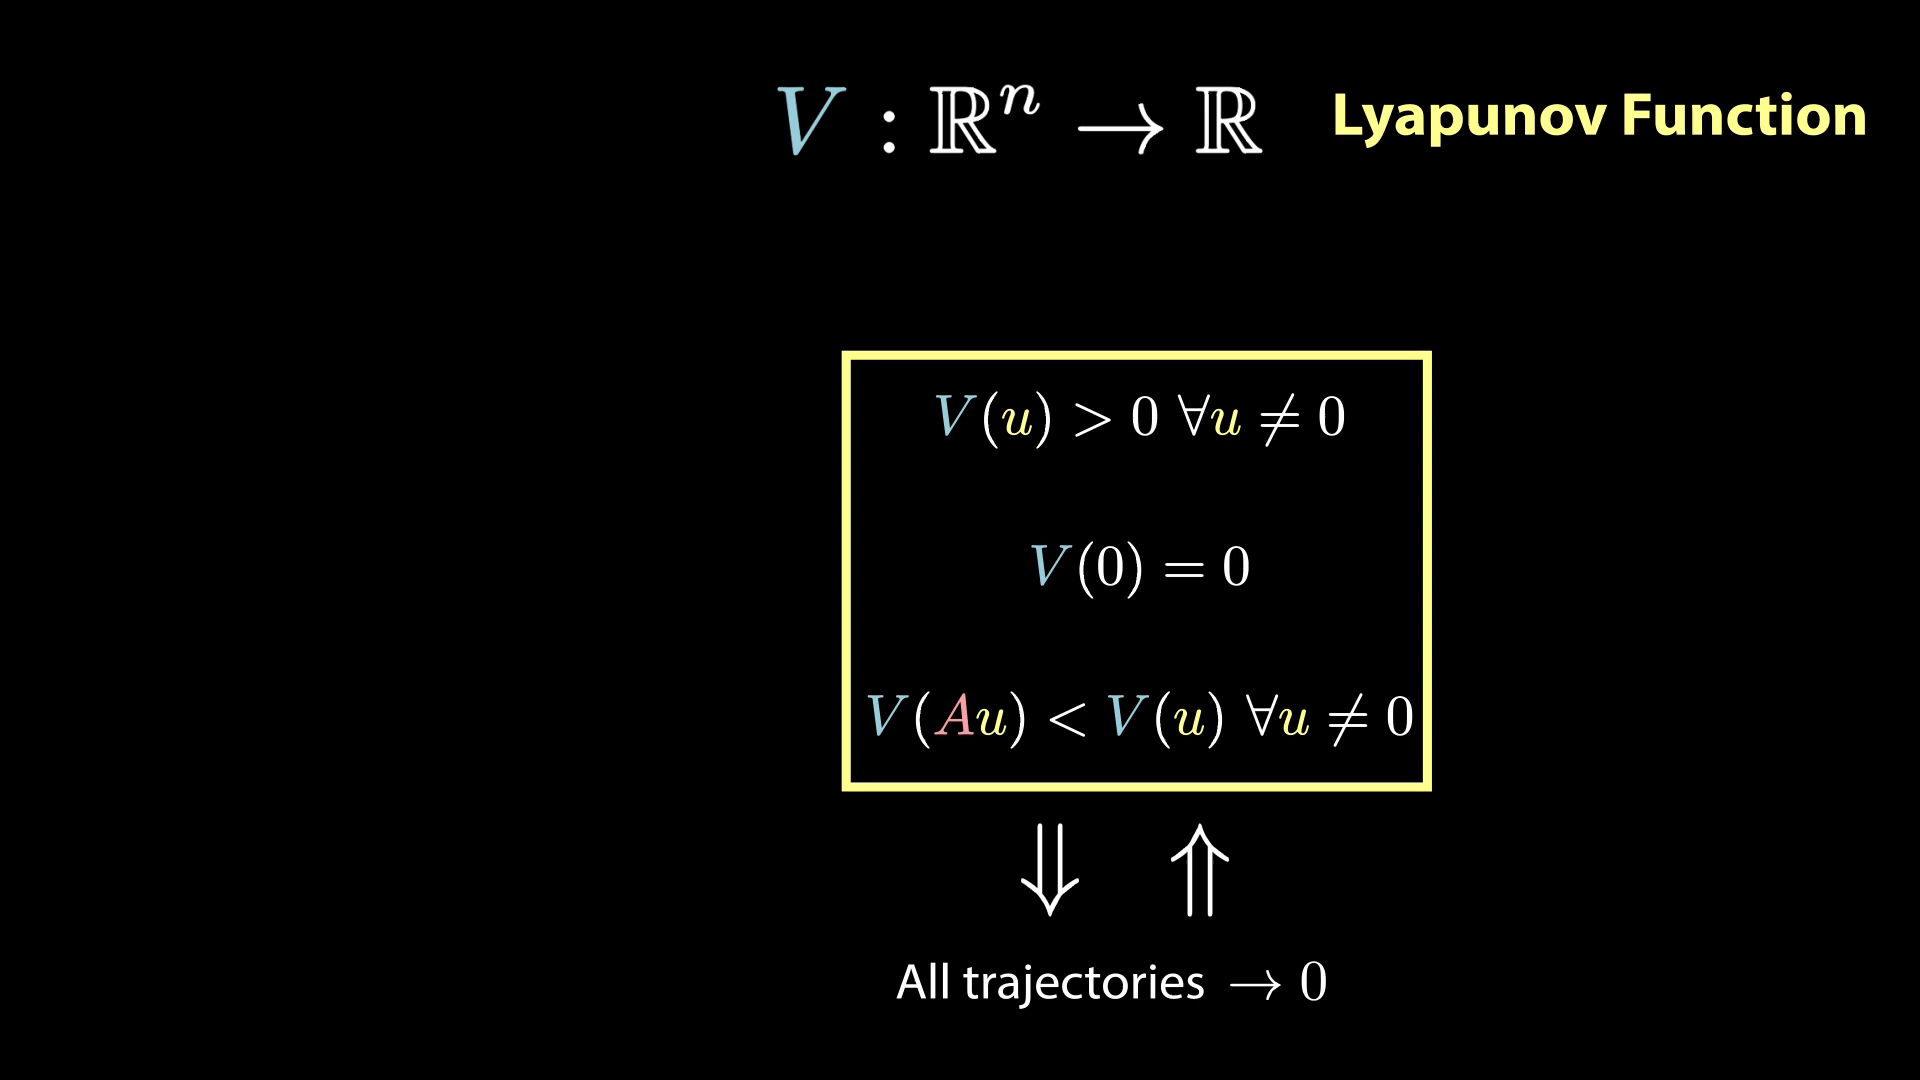 V : ℝⁿ → ℝ Lyapunov Function
V(u) > 0 ∀u ≠ 0
V(0) = 0
V(Au) < V(u) ∀u ≠ 0
⇓ ⇑
All trajectories → 0